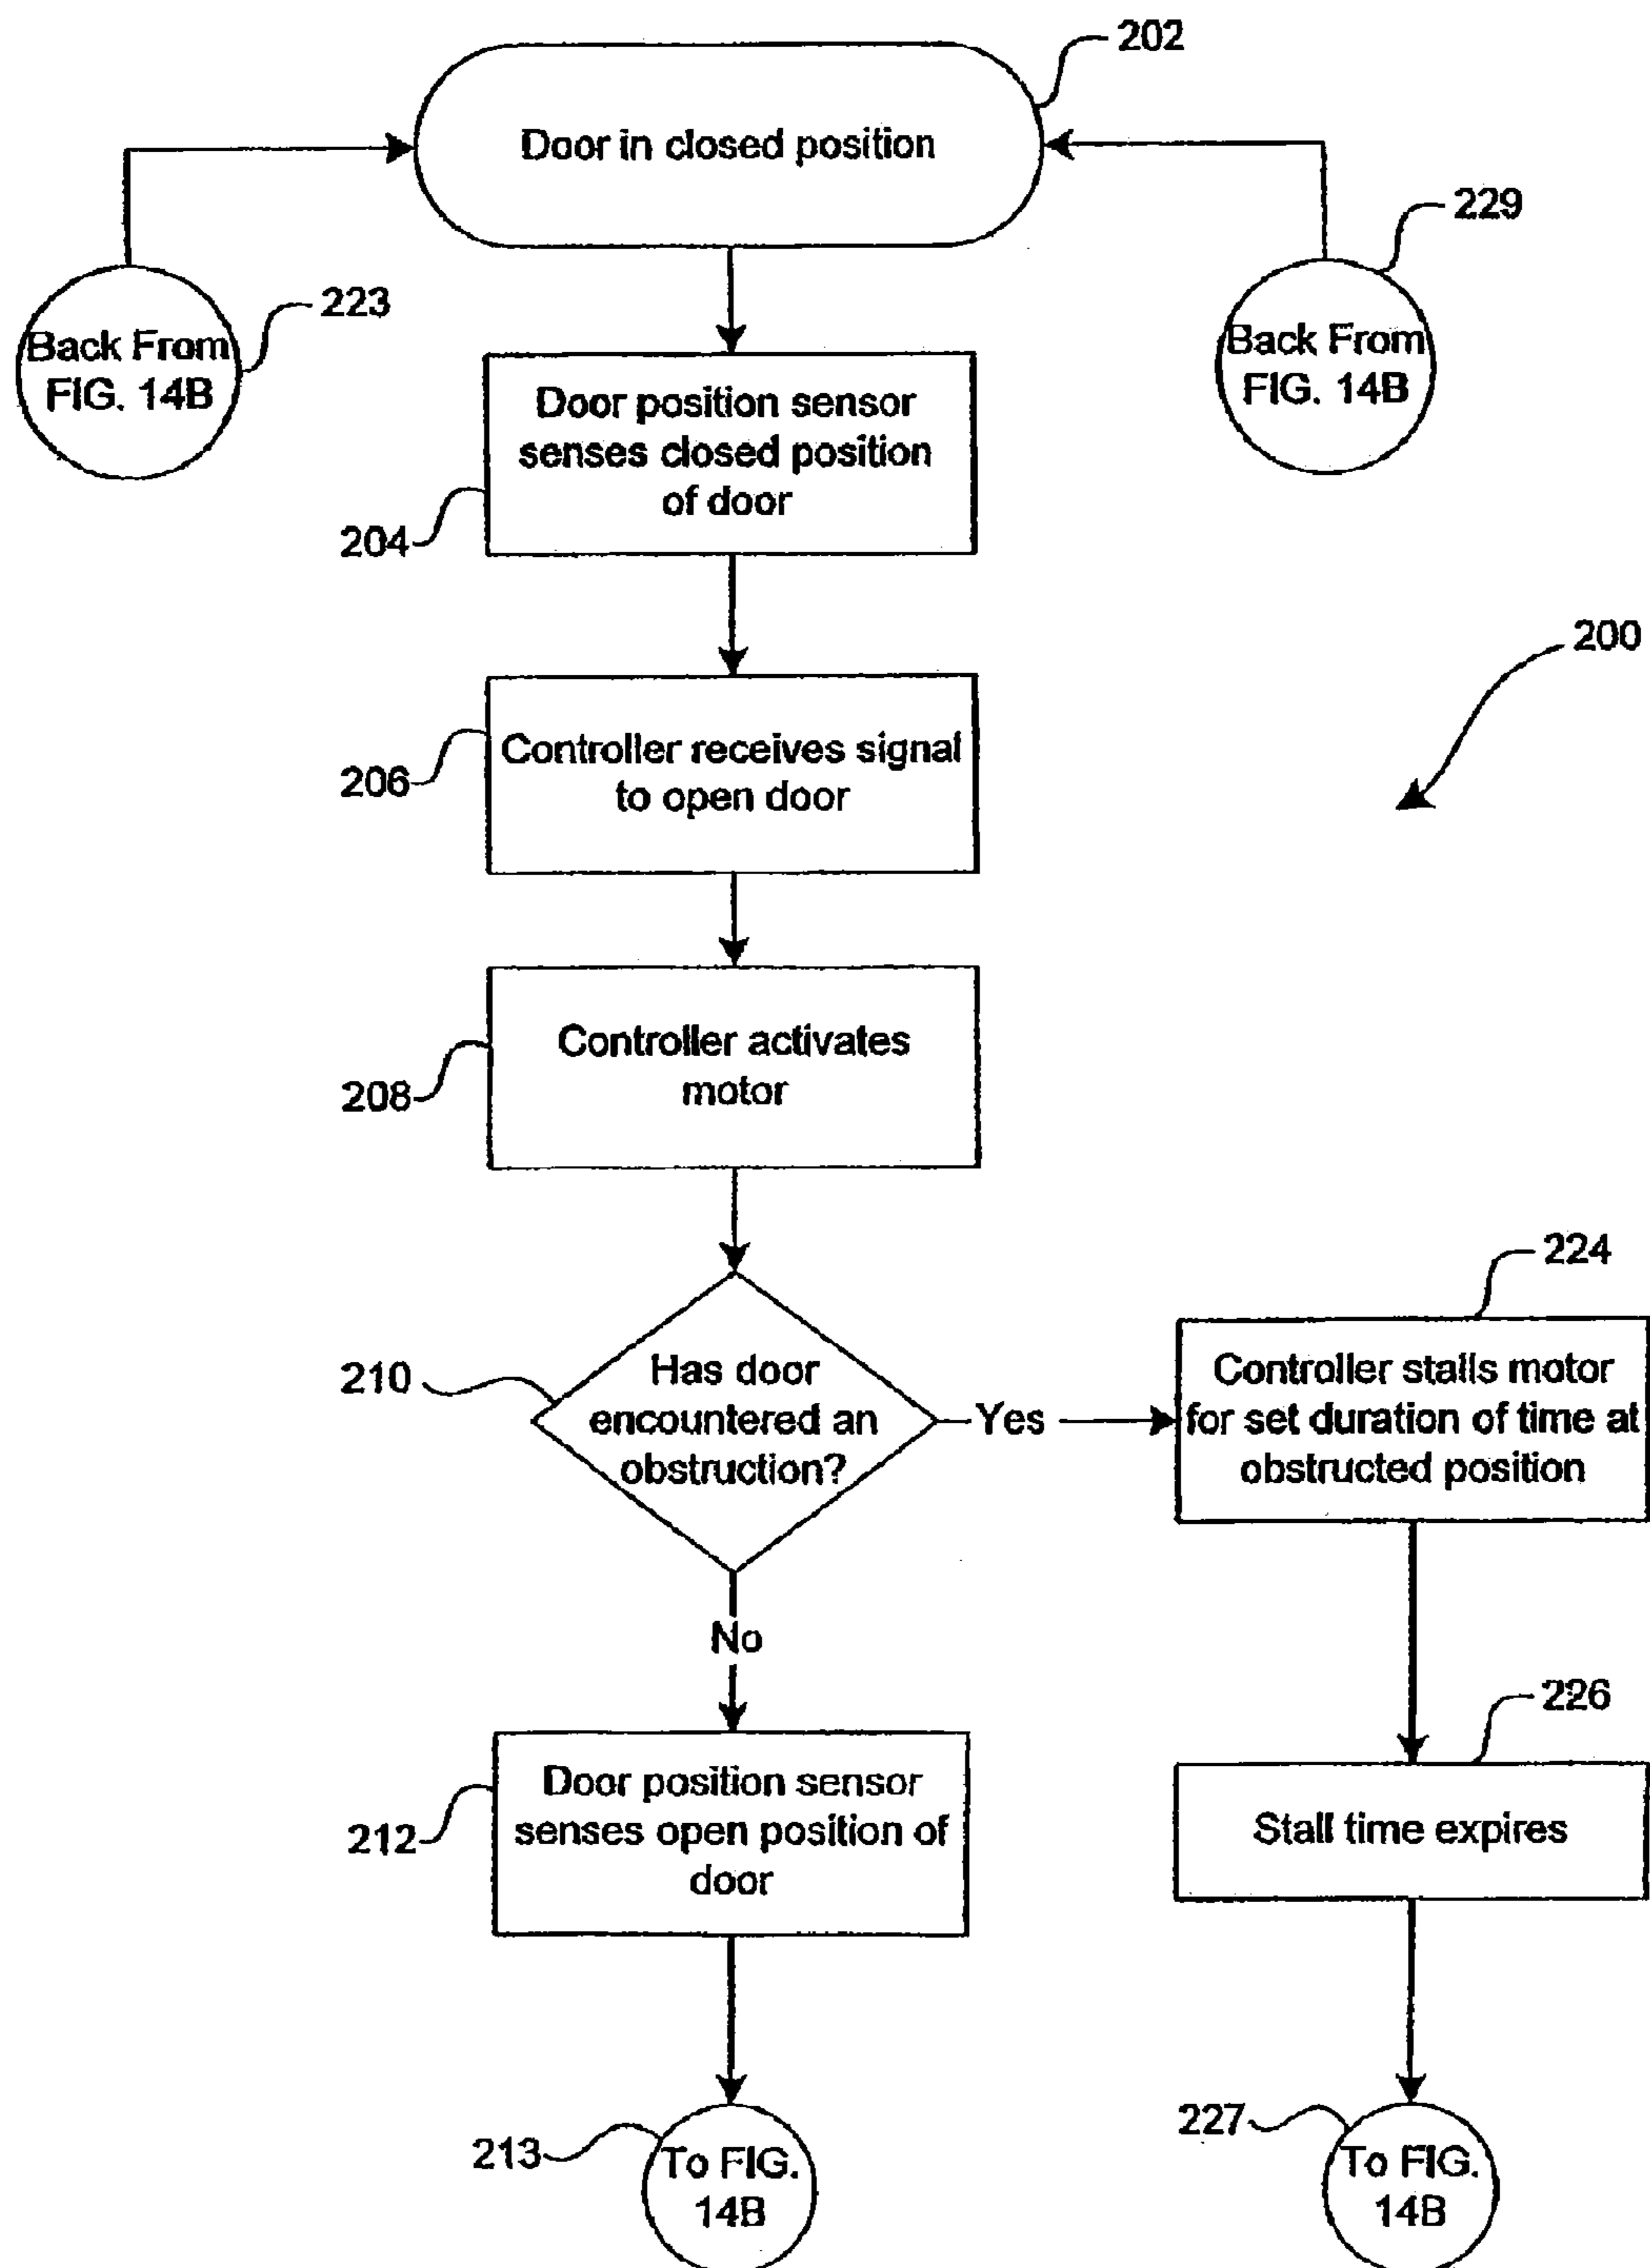 202
Door in closed position
229
223
Back From
FIG. 14B
Back From
FIG. 14B
Door position sensor
senses closed position
of door
204
200
Controller receives signal
to open door
206
Controller activates
motor
208
224
210
Has door
encountered an
obstruction?
Yes
Controller stalls motor
for set duration of time at
obstructed position
No
226
Door position sensor
senses open position of
door
212
Stall time expires
213
To FIG.
14B
227
To FIG.
14B